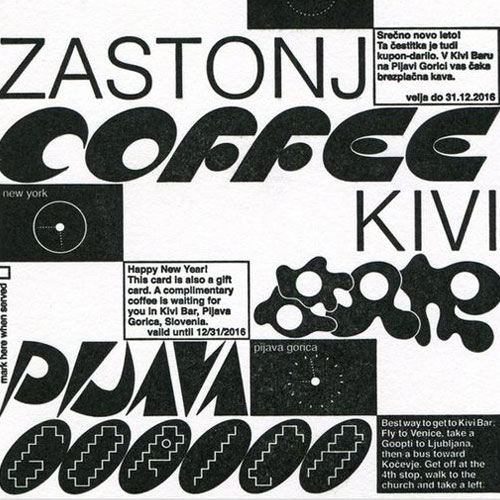 ZASTONJ
Srečno novo leto!
Ta čestitka je tudi
kupon-darilo. V Kivi Baru
na Pijavi Gorici vas čaka
brezplačna kava.
velja do 31.12.2016
COFFEE
new york
KIVI
BAR
mark here when served
Happy New Year!
This card is also a gift
card. A complimentary
coffee is waiting for
you in Kivi Bar, Pijava
Gorica, Slovenia.
valid until 12/31/2016
PIJAVA
pijava gorica
GORICA
Best way to get to Kivi Bar:
Fly to Venice, take a
Goopti to Ljubljana,
then a bus toward
Kočevje. Get off at the
4th stop, walk to the
church and take a left.